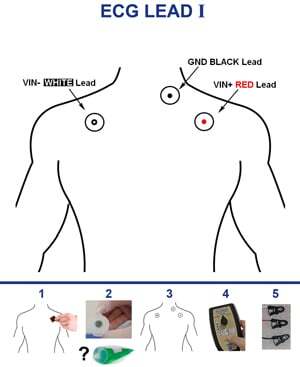 ECG LEAD I
GND BLACK Lead
VIN- WHITE Lead
VIN+ RED Lead
1 2 3 4 5
?